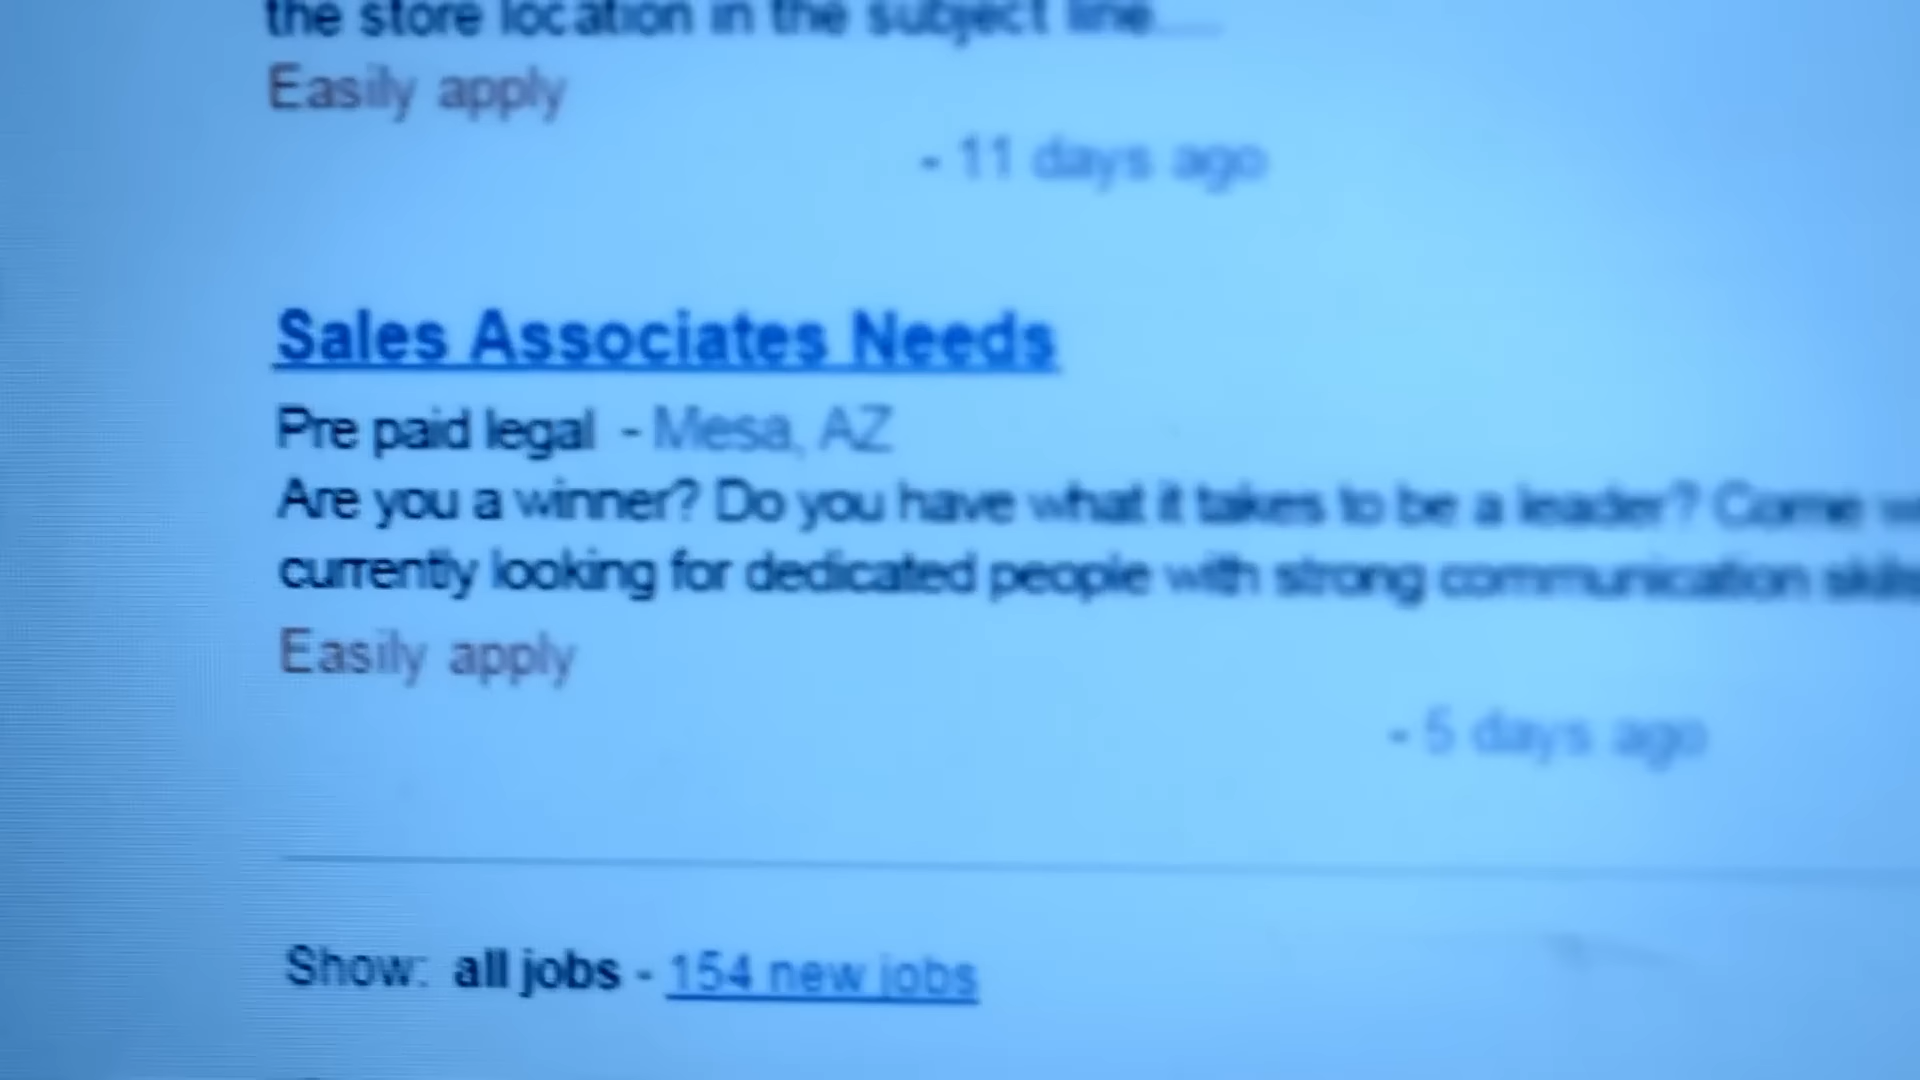 the store location in the subject line....
Easily apply
- 11 days ago
Sales Associates Needs
Pre paid legal - Mesa, AZ
Are you a winner? Do you have what it takes to be a leader? Come
currently looking for dedicated people with strong communication skills
Easily apply
- 5 days ago
Show: all jobs - 154 new jobs